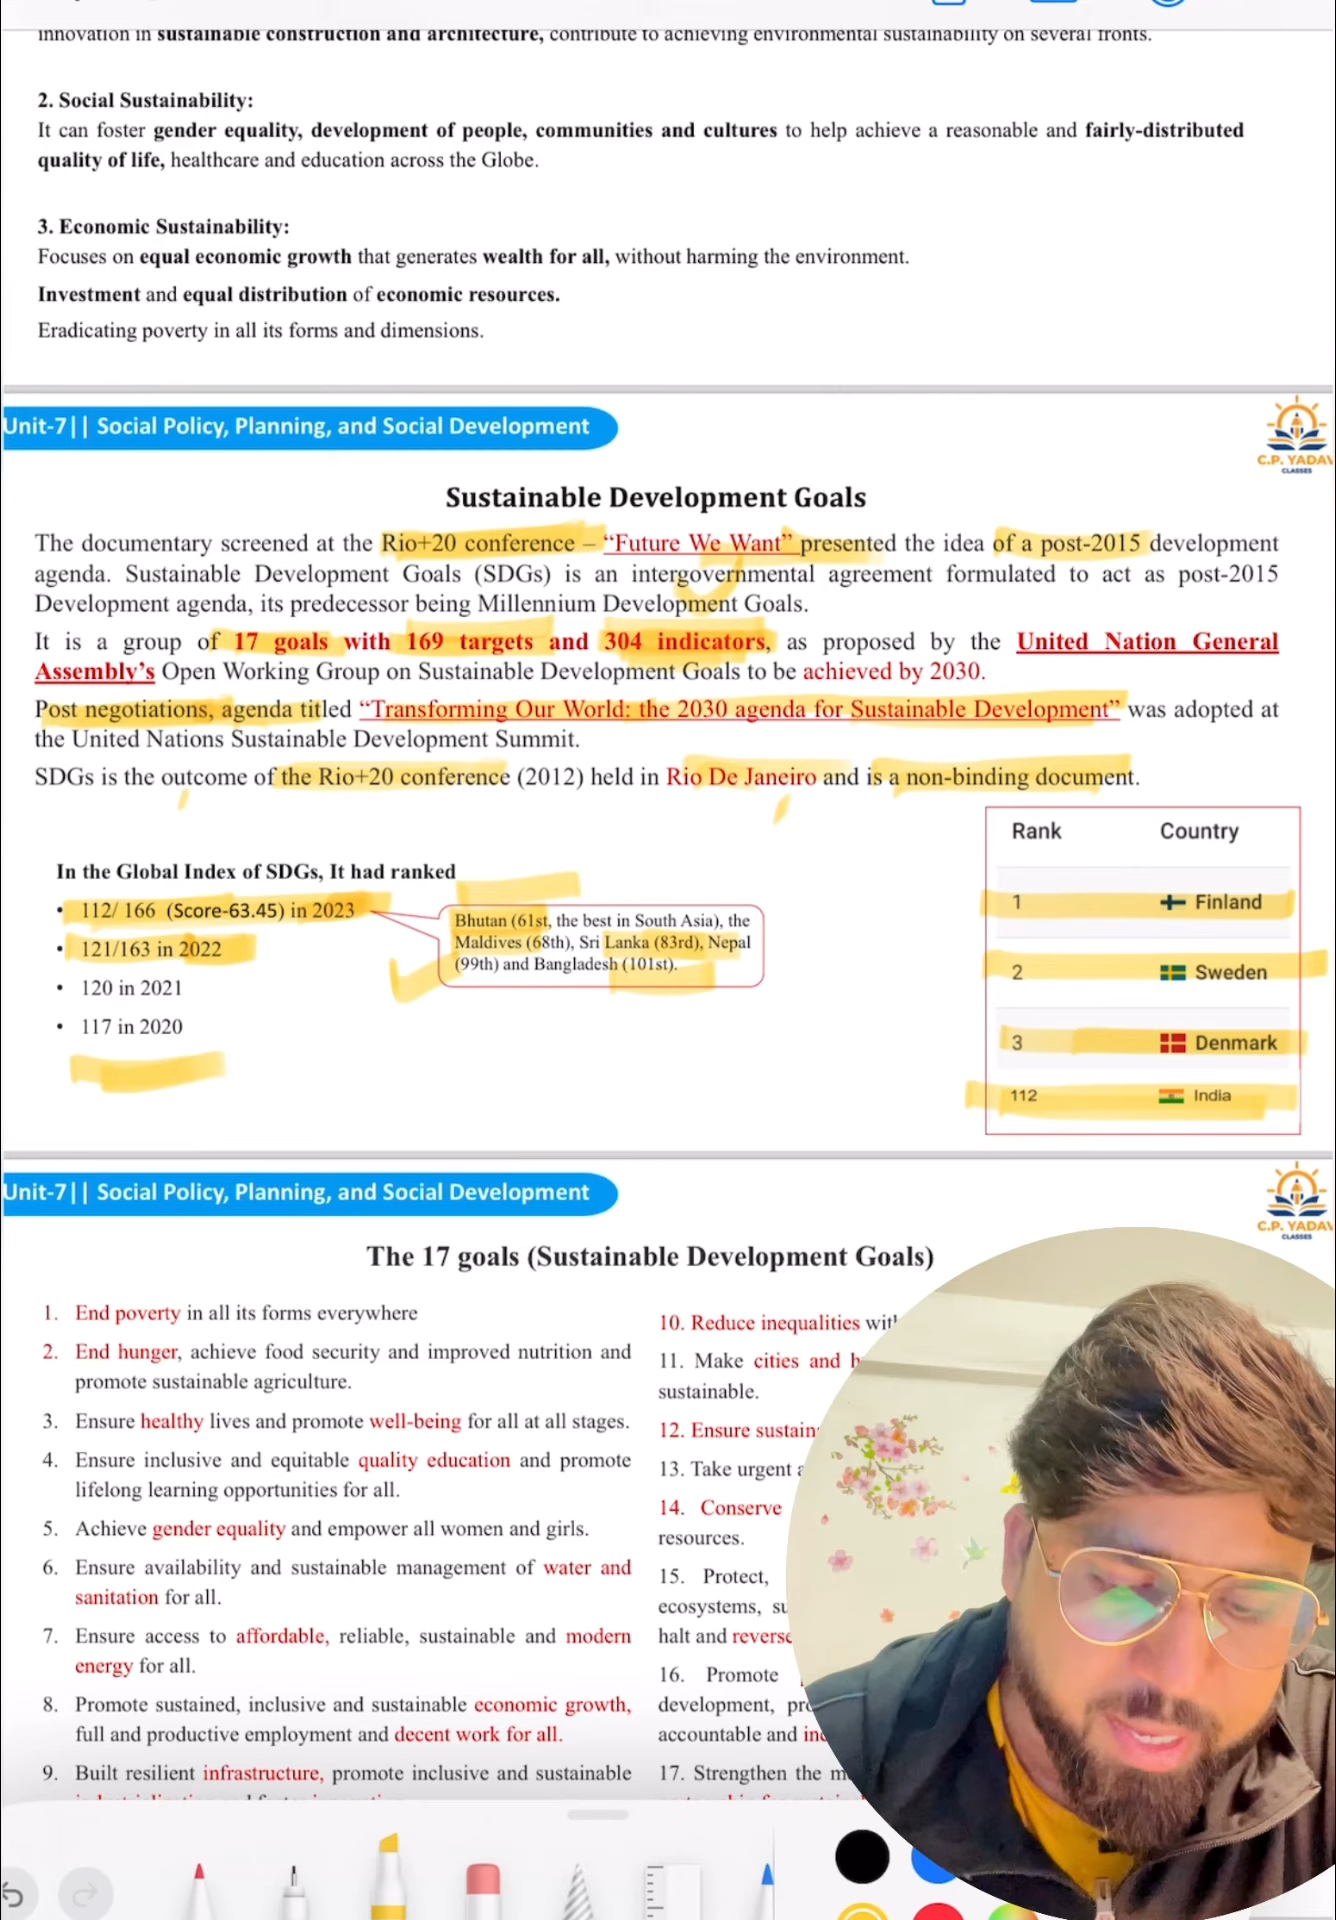 innovation in sustainable construction and architecture, contribute to achieving environmental sustainability on several fronts.
2. Social Sustainability:
It can foster gender equality, development of people, communities and cultures to help achieve a reasonable and fairly-distributed
quality of life, healthcare and education across the Globe.
3. Economic Sustainability:
Focuses on equal economic growth that generates wealth for all, without harming the environment.
Investment and equal distribution of economic resources.
Eradicating poverty in all its forms and dimensions.
Unit-7|| Social Policy, Planning, and Social Development
C.P. YADAV
CLASSES
Sustainable Development Goals
The documentary screened at the Rio+20 conference – “Future We Want” presented the idea of a post-2015 development
agenda. Sustainable Development Goals (SDGs) is an intergovernmental agreement formulated to act as post-2015
Development agenda, its predecessor being Millennium Development Goals.
It is a group of 17 goals with 169 targets and 304 indicators, as proposed by the United Nation General
Assembly’s Open Working Group on Sustainable Development Goals to be achieved by 2030.
Post negotiations, agenda titled “Transforming Our World: the 2030 agenda for Sustainable Development” was adopted at
the United Nations Sustainable Development Summit.
SDGs is the outcome of the Rio+20 conference (2012) held in Rio De Janeiro and is a non-binding document.
In the Global Index of SDGs, It had ranked
• 112/ 166 (Score-63.45) in 2023
• 121/163 in 2022
• 120 in 2021
• 117 in 2020
Bhutan (61st, the best in South Asia), the
Maldives (68th), Sri Lanka (83rd), Nepal
(99th) and Bangladesh (101st).
Rank Country
1 Finland
2 Sweden
3 Denmark
112 India
Unit-7|| Social Policy, Planning, and Social Development
C.P. YADAV
CLASSES
The 17 goals (Sustainable Development Goals)
1. End poverty in all its forms everywhere
2. End hunger, achieve food security and improved nutrition and
promote sustainable agriculture.
3. Ensure healthy lives and promote well-being for all at all stages.
4. Ensure inclusive and equitable quality education and promote
lifelong learning opportunities for all.
5. Achieve gender equality and empower all women and girls.
6. Ensure availability and sustainable management of water and
sanitation for all.
7. Ensure access to affordable, reliable, sustainable and modern
energy for all.
8. Promote sustained, inclusive and sustainable economic growth,
full and productive employment and decent work for all.
9. Built resilient infrastructure, promote inclusive and sustainable
10. Reduce inequalities
11. Make cities and
sustainable.
12. Ensure
13. Take urgent
14. Conserve
resources.
15. Protect,
ecosystems,
halt and reverse
16. Promote
development,
accountable and
17. Strengthen the